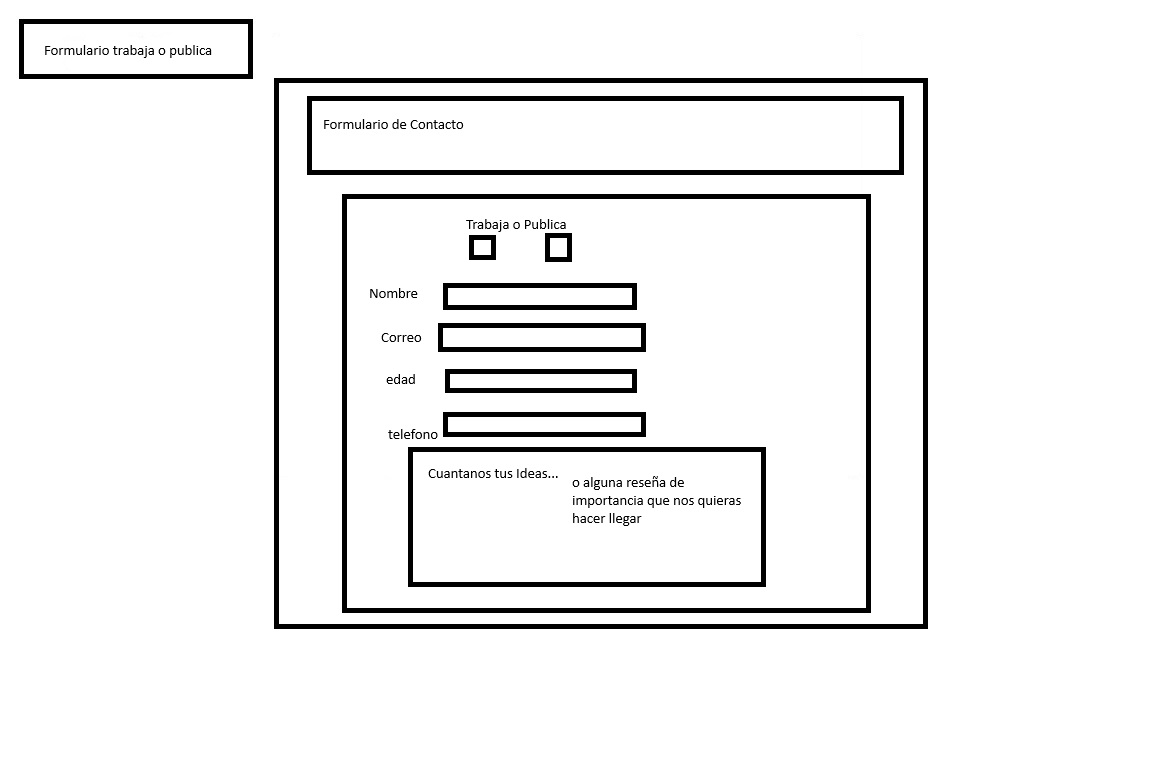 Formulario trabaja o publica
Formulario de Contacto
Trabaja o Publica
Nombre
Correo
edad
telefono
Cuantanos tus Ideas...
o alguna reseña de
importancia que nos quieras
hacer llegar